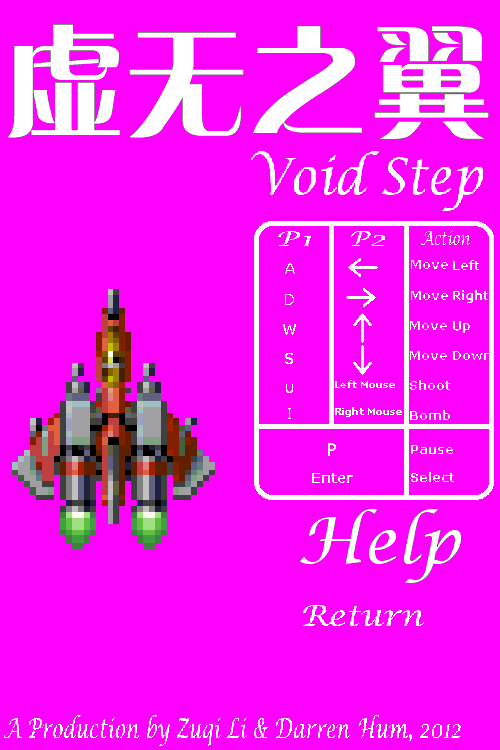 虚无之翼
Void Step
P1 P2 Action
A ← Move Left
D → Move Right
W ↑ Move Up
S ↓ Move Down
U Left Mouse Shoot
I Right Mouse Bomb
P Pause
Enter Select
Help
Return
A Production by Zuqi Li & Darren Hum, 2012